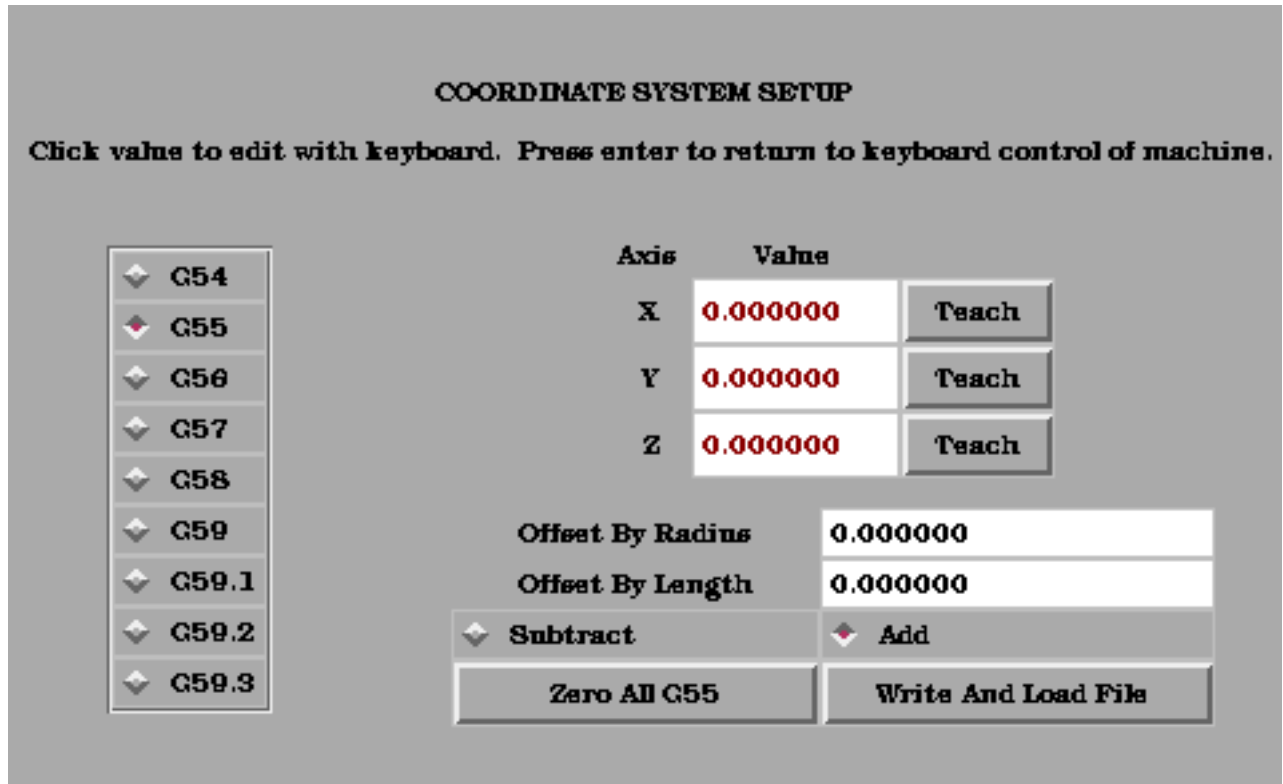 COORDINATE SYSTEM SETUP
Click value to edit with keyboard. Press enter to return to keyboard control of machine.
G54
G55
G56
G57
G58
G59
G59.1
G59.2
G59.3
Axis Value
X 0.000000 Teach
Y 0.000000 Teach
Z 0.000000 Teach
Offset By Radius 0.000000
Offset By Length 0.000000
Subtract Add
Zero All G55 Write And Load File